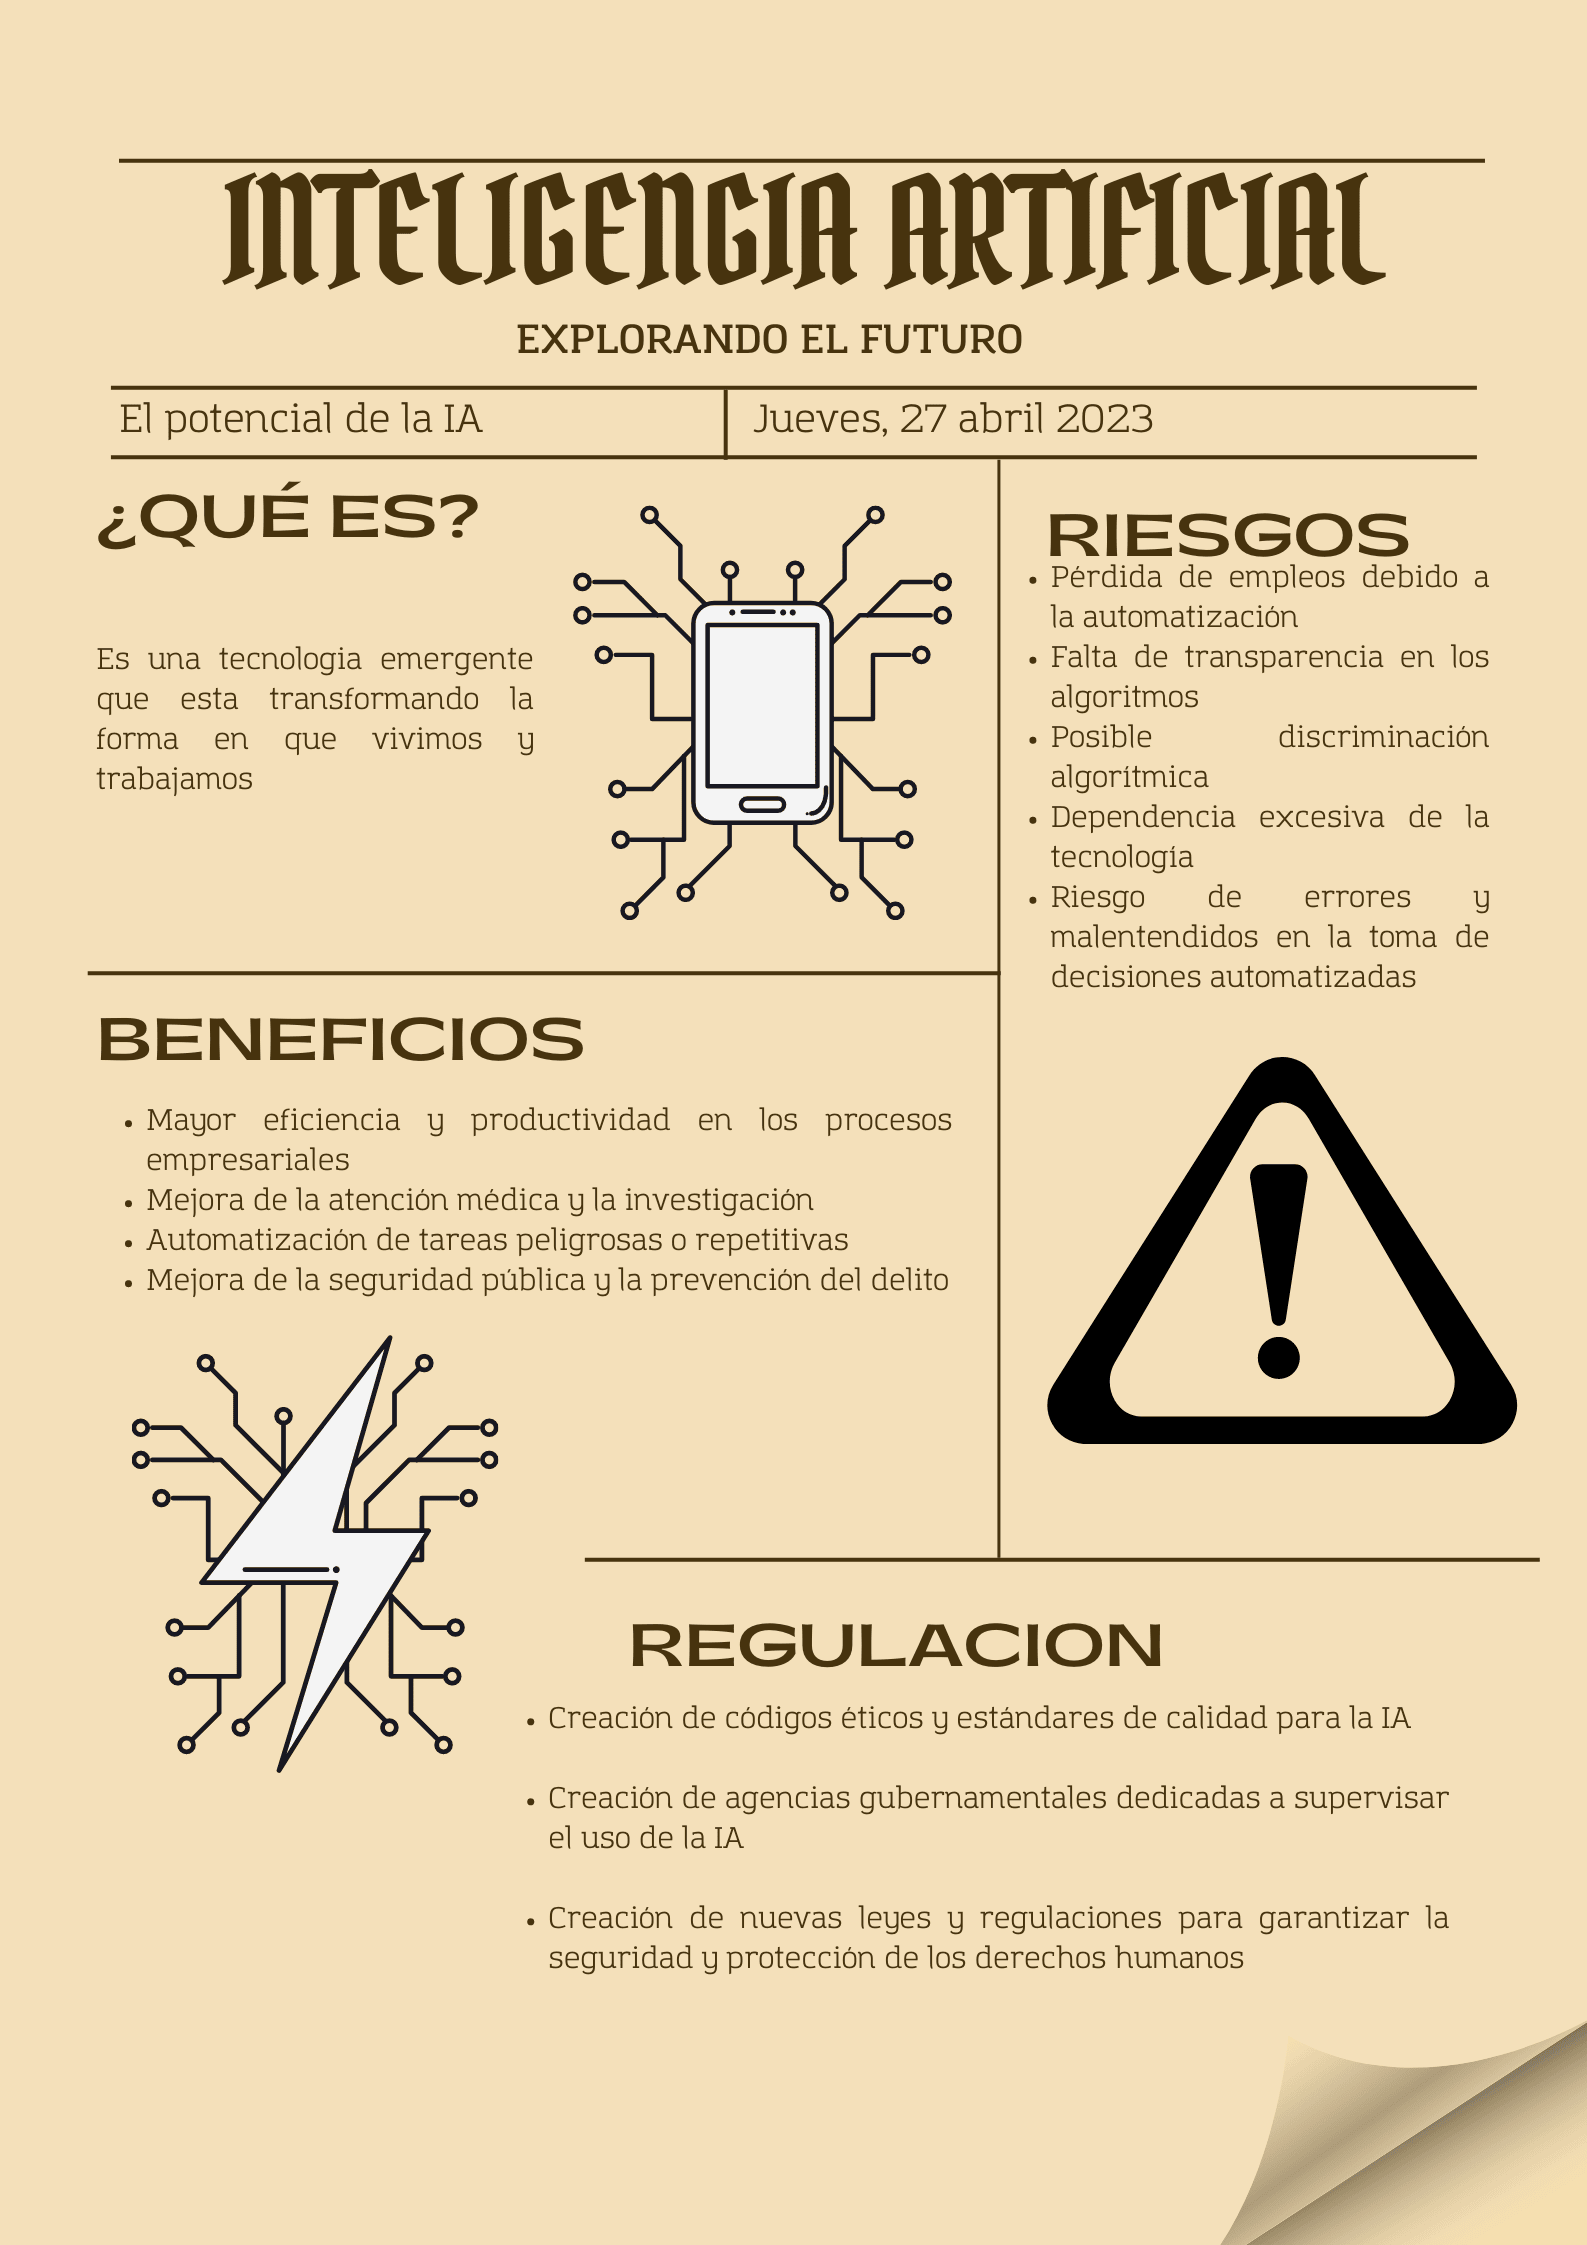 INTELIGENGIA ARTIFICIAL
EXPLORANDO EL FUTURO
El potencial de la IA
Jueves, 27 abril 2023
¿QUÉ ES?
Es una tecnologia emergente
que esta transformando la
forma en que vivimos y
trabajamos
RIESGOS
• Pérdida de empleos debido a
la automatización
• Falta de transparencia en los
algoritmos
• Posible discriminación
algorítmica
• Dependencia excesiva de la
tecnología
• Riesgo de errores y
malentendidos en la toma de
decisiones automatizadas
BENEFICIOS
• Mayor eficiencia y productividad en los procesos
empresariales
• Mejora de la atención médica y la investigación
• Automatización de tareas peligrosas o repetitivas
• Mejora de la seguridad pública y la prevención del delito
REGULACION
• Creación de códigos éticos y estándares de calidad para la IA
• Creación de agencias gubernamentales dedicadas a supervisar
el uso de la IA
• Creación de nuevas leyes y regulaciones para garantizar la
seguridad y protección de los derechos humanos